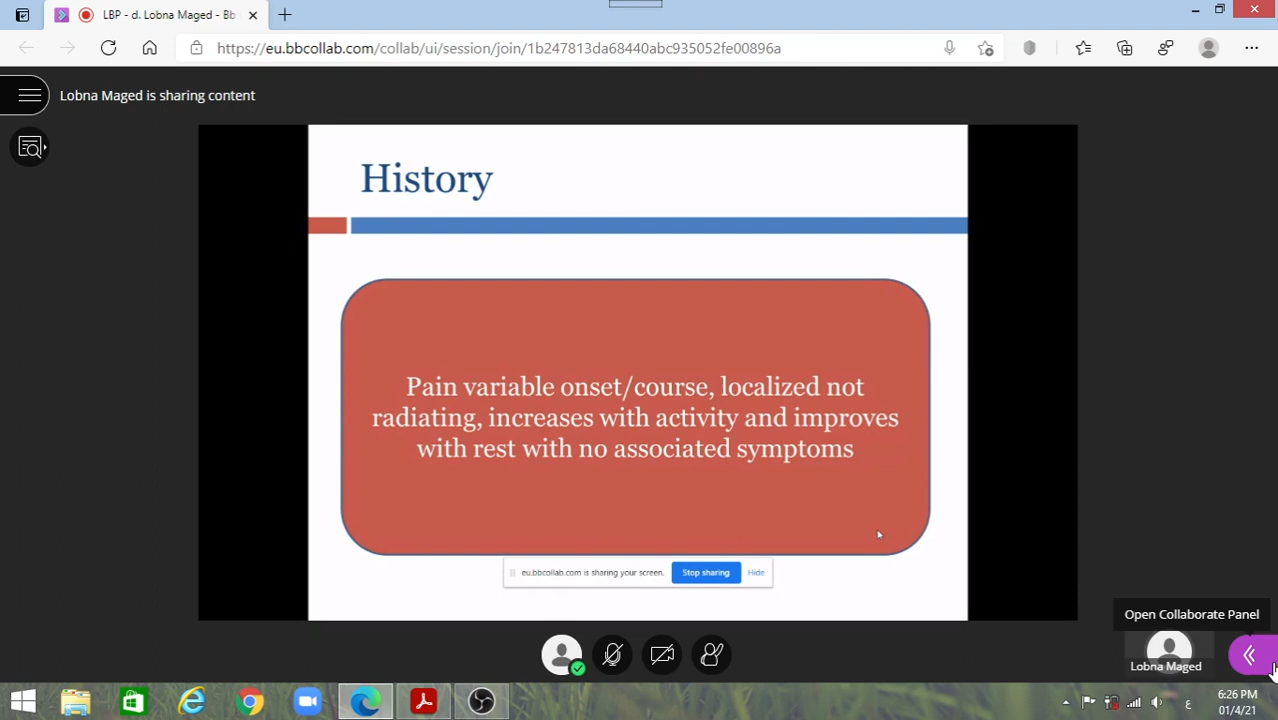 LBP - d. Lobna Maged - Bb
https://eu.bbcollab.com/collab/ui/session/join/1b247813da68440abc935052fe00896a
Lobna Maged is sharing content
History
Pain variable onset/course, localized not
radiating, increases with activity and improves
with rest with no associated symptoms
eu.bbcollab.com is sharing your screen.
Stop sharing
Hide
Open Collaborate Panel
Lobna Maged
ع
6:26 PM
01/4/21